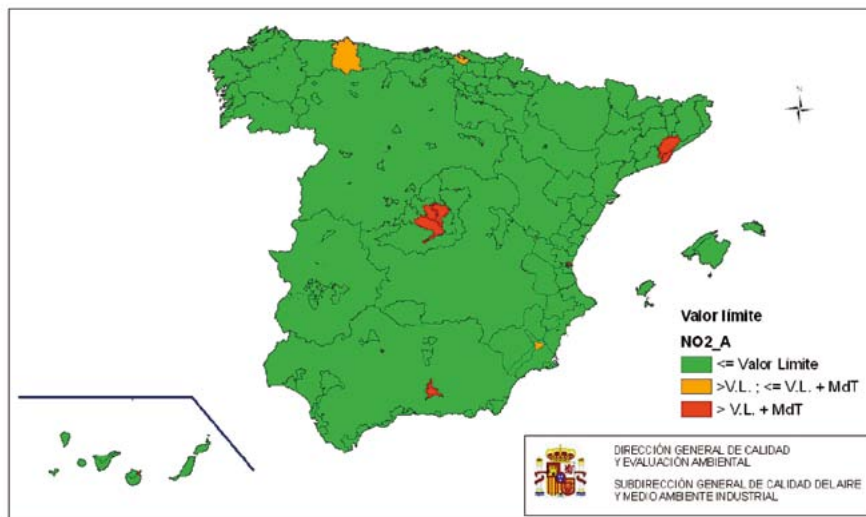 N
Valor límite
NO2_A
<= Valor Límite
>V.L. ; <= V.L. + MdT
> V.L. + MdT
DIRECCIÓN GENERAL DE CALIDAD
Y EVALUACIÓN AMBIENTAL
SUBDIRECCIÓN GENERAL DE CALIDAD DEL AIRE
Y MEDIO AMBIENTE INDUSTRIAL